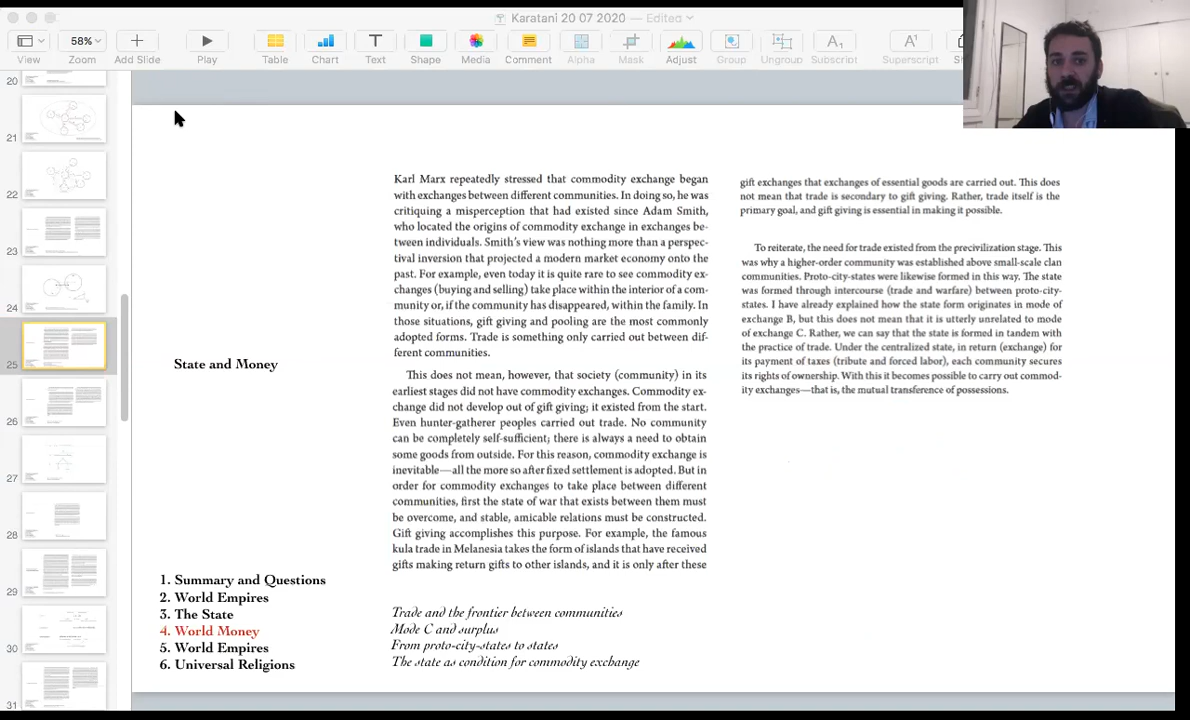 Karatani 20 07 2020 — Edited
58%
View
Zoom
Add Slide
Play
Table
Chart
Text
Shape
Media
Comment
Alpha
Mask
Adjust
Group
Ungroup
Subscript
Superscript
20
21
22
23
24
25
26
27
28
29
30
31
State and Money
1. Summary and Questions
2. World Empires
3. The State
4. World Money
5. World Empires
6. Universal Religions
Karl Marx repeatedly stressed that commodity exchange began
with exchanges between different communities. In doing so, he was
critiquing a misperception that had existed since Adam Smith,
who located the origins of commodity exchange in exchanges be-
tween individuals. Smith's view was nothing more than a perspec-
tival inversion that projected a modern market economy onto the
past. For example, even today it is quite rare to see commodity ex-
changes (buying and selling) take place within the interior of a com-
munity or, if the community has disappeared, within the family. In
those situations, gift giving and pooling are the most commonly
adopted forms. Trade is something only carried out between dif-
ferent communities.
This does not mean, however, that society (community) in its
earliest stages did not have commodity exchanges. Commodity ex-
change did not develop out of gift giving; it existed from the start.
Even hunter-gatherer peoples carried out trade. No community
can be completely self-sufficient; there is always a need to obtain
some goods from outside. For this reason, commodity exchange is
inevitable—all the more so after fixed settlement is adopted. But in
order for commodity exchanges to take place between different
communities, first the state of war that exists between them must
be overcome, and stable, amicable relations must be constructed.
Gift giving accomplishes this purpose. For example, the famous
kula trade in Melanesia takes the form of islands that have received
gifts making return gifts to other islands, and it is only after these
gift exchanges that exchanges of essential goods are carried out. This does
not mean that trade is secondary to gift giving. Rather, trade itself is the
primary goal, and gift giving is essential in making it possible.
To reiterate, the need for trade existed from the precivilization stage. This
was why a higher-order community was established above small-scale clan
communities. Proto-city-states were likewise formed in this way. The state
was formed through intercourse (trade and warfare) between proto-city-
states. I have already explained how the state form originates in mode of
exchange B, but this does not mean that it is utterly unrelated to mode
of exchange C. Rather, we can say that the state is formed in tandem with
the practice of trade. Under the centralized state, in return (exchange) for
its payment of taxes (tribute and forced labor), each community secures
its rights of ownership. With this it becomes possible to carry out commod-
ity exchanges—that is, the mutual transference of possessions.
Trade and the frontier between communities
Mode C and surplus
From proto-city-states to states
The state as condition for commodity exchange